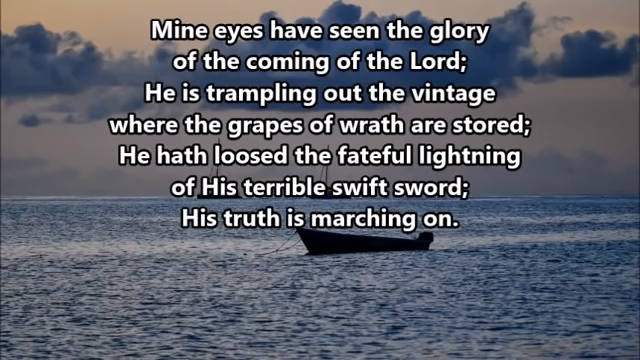 Mine eyes have seen the glory
of the coming of the Lord;
He is trampling out the vintage
where the grapes of wrath are stored;
He hath loosed the fateful lightning
of His terrible swift sword;
His truth is marching on.